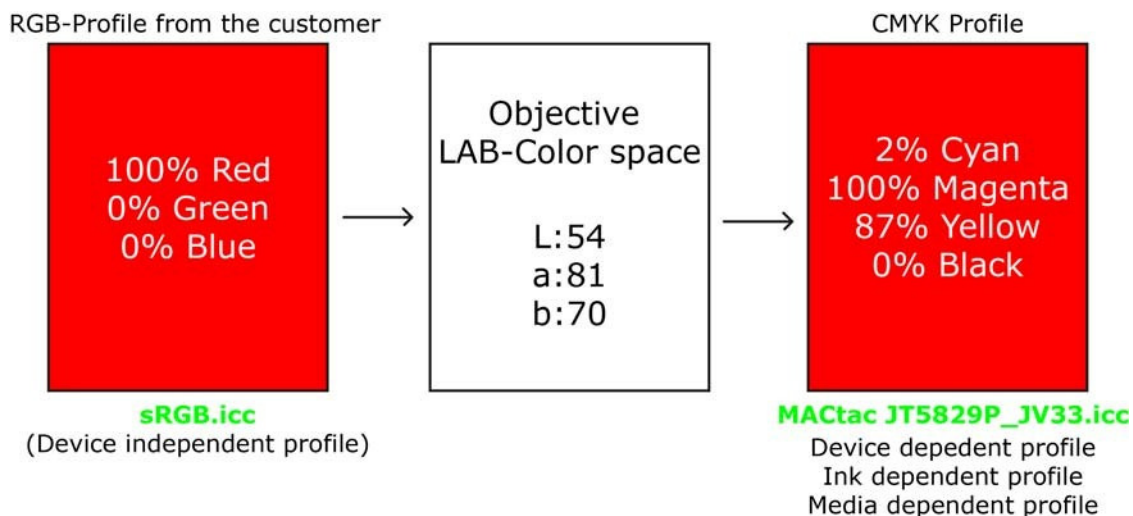 RGB-Profile from the customer
100% Red
0% Green
0% Blue
sRGB.icc
(Device independent profile)
Objective
LAB-Color space
L:54
a:81
b:70
CMYK Profile
2% Cyan
100% Magenta
87% Yellow
0% Black
MACtac JT5829P_JV33.icc
Device depedent profile
Ink dependent profile
Media dependent profile